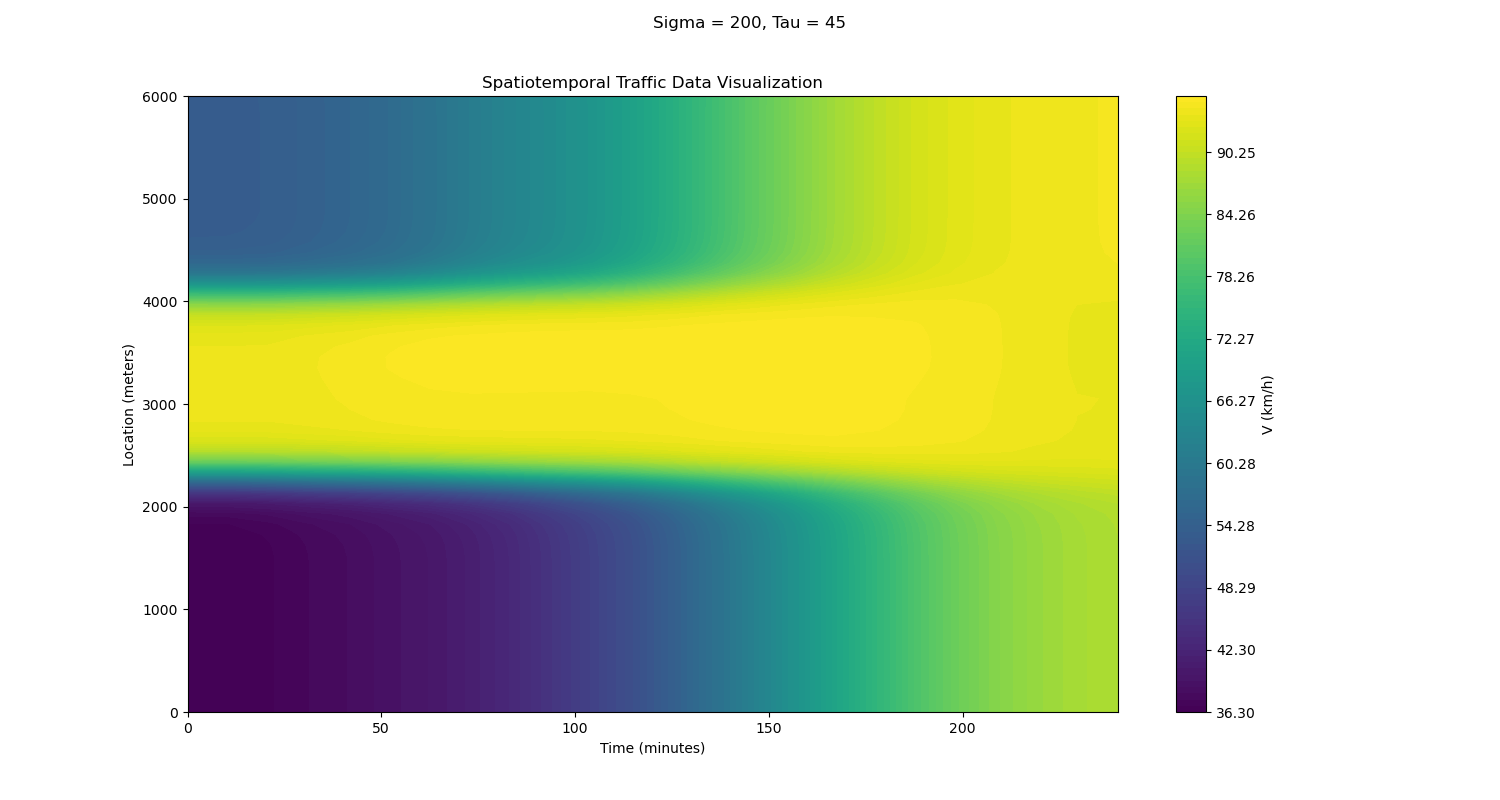 Sigma = 200, Tau = 45
Spatiotemporal Traffic Data Visualization
6000
5000
4000
3000
2000
1000
0
Location (meters)
0 50 100 150 200
Time (minutes)
90.25
84.26
78.26
72.27
66.27
60.28
54.28
48.29
42.30
36.30
V (km/h)